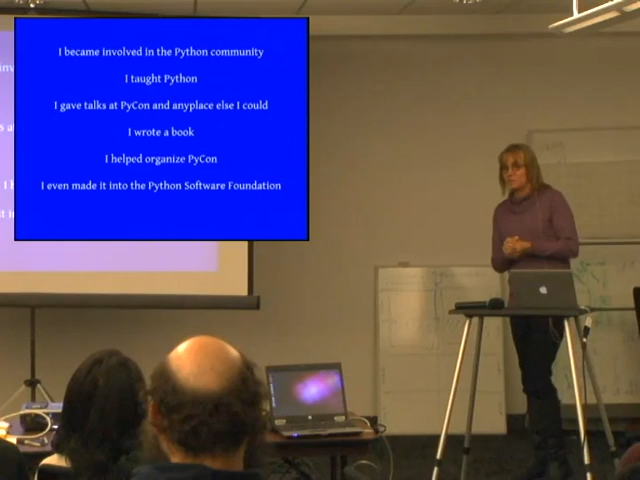 I became involved in the Python community
I taught Python
I gave talks at PyCon and anyplace else I could
I wrote a book
I helped organize PyCon
I even made it into the Python Software Foundation